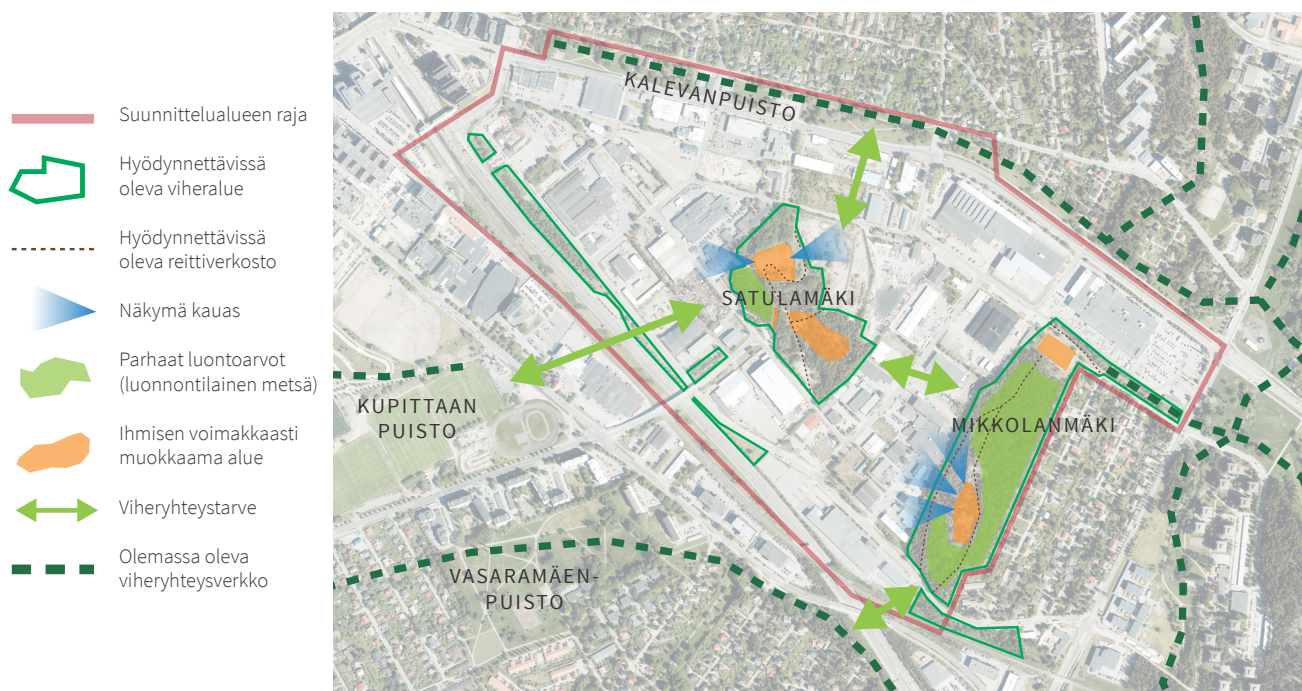 Suunnittelualueen raja
Hyödynnettävissä
oleva viheralue
Hyödynnettävissä
oleva reittiverkosto
Näkymä kauas
Parhaat luontoarvot
(luonnontilainen metsä)
Ihmisen voimakkaasti
muokkaama alue
Viheryhteystarve
Olemassa oleva
viheryhteysverkko
KALEVANPUISTO
SATULAMÄKI
KUPITTAAN
PUISTO
MIKKOLANMÄKI
VASARAMÄEN-
PUISTO